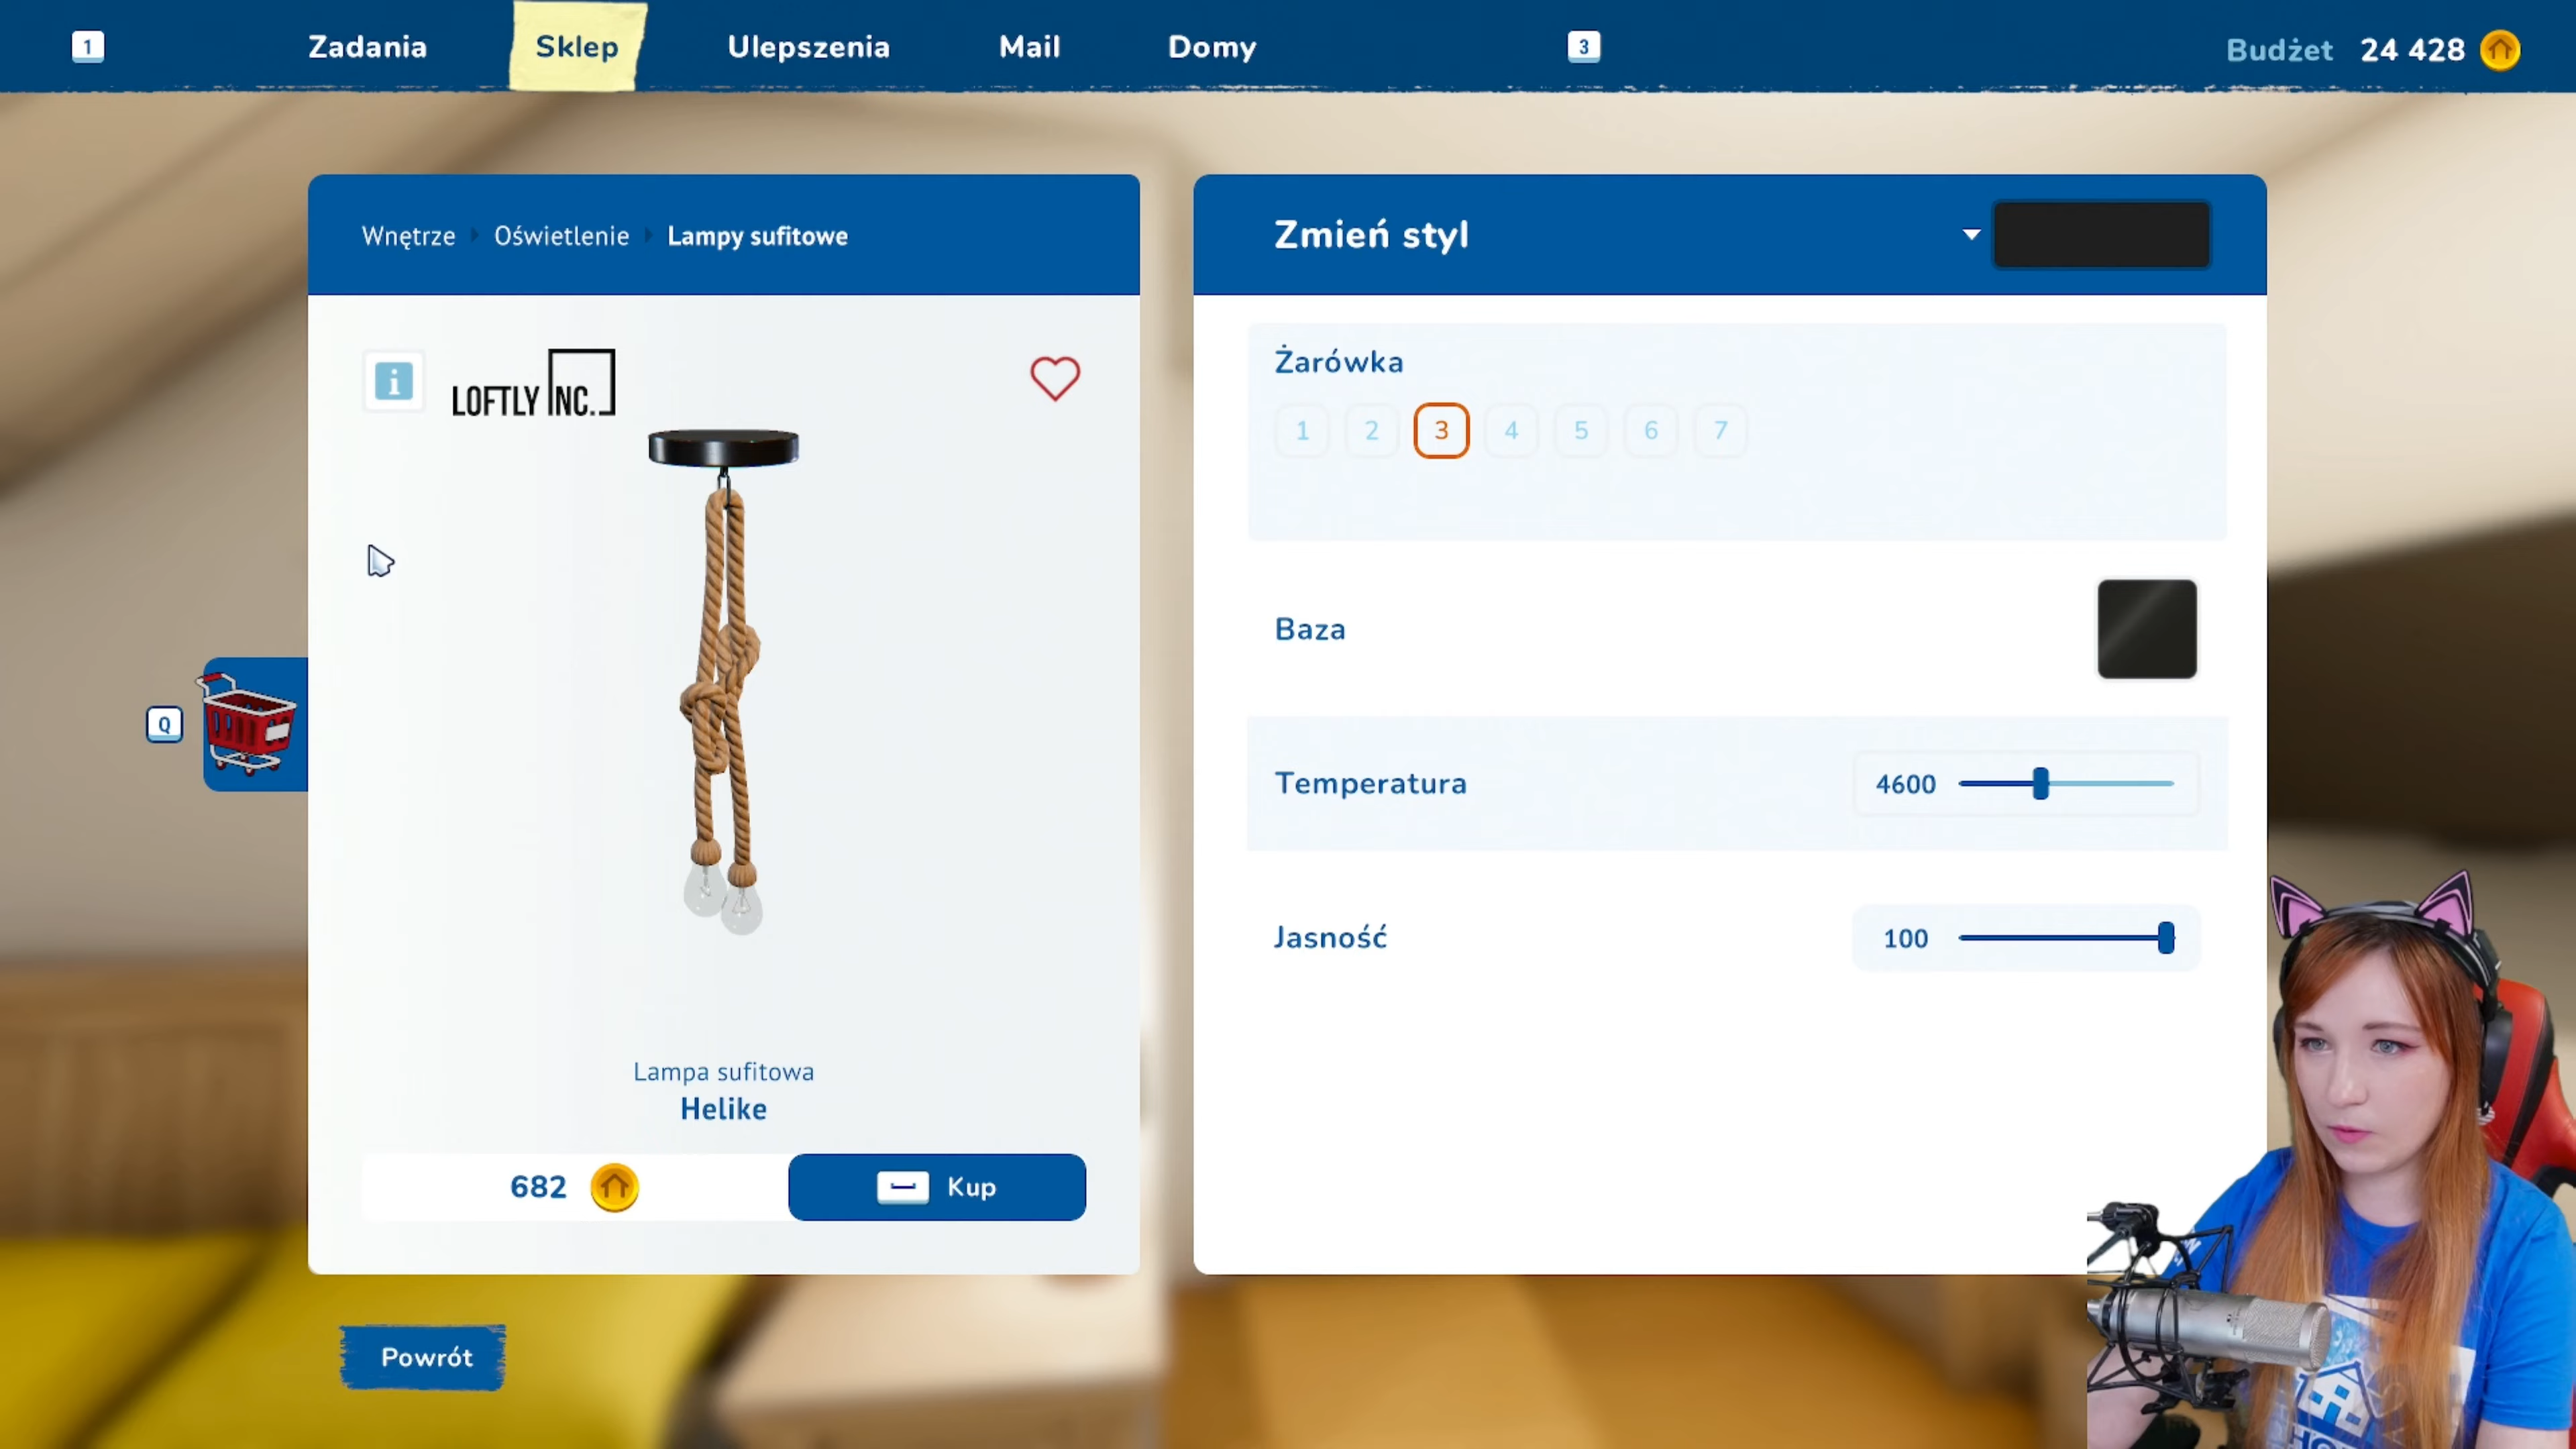 1
Zadania
Sklep
Ulepszenia
Mail
Domy
3
Budżet 24 428
Wnętrze Oświetlenie Lampy sufitowe
i
LOFTLY INC.
Lampa sufitowa
Helike
682
Kup
Q
Powrót
Zmień styl
Żarówka
1 2 3 4 5 6 7
Baza
Temperatura 4600
Jasność 100